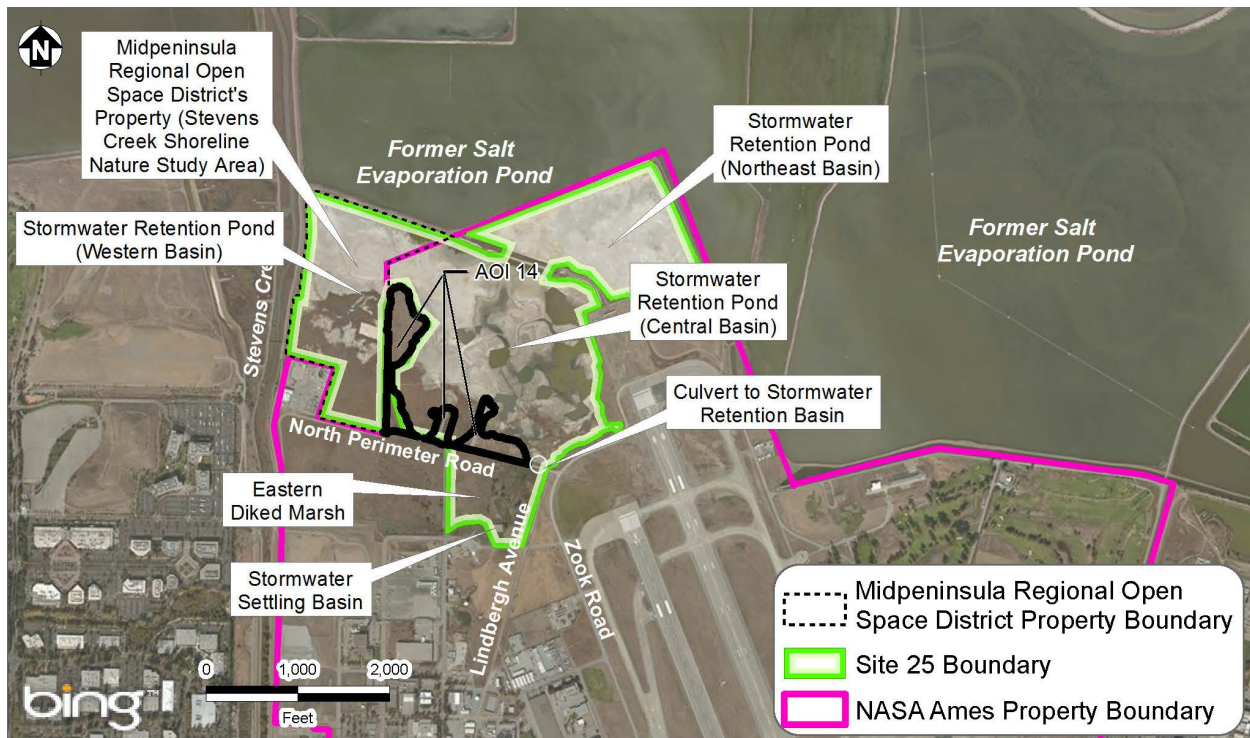 N
Midpeninsula
Regional Open
Space District's
Property (Stevens
Creek Shoreline
Nature Study Area)
Former Salt
Evaporation Pond
Stormwater
Retention Pond
(Northeast Basin)
Stormwater Retention Pond
(Western Basin)
Former Salt
Evaporation Pond
AOI 14
Stormwater
Retention Pond
(Central Basin)
Stevens Cre
Culvert to Stormwater
Retention Basin
North Perimeter Road
Eastern
Diked Marsh
Stormwater
Settling Basin
Lindbergh Avenue
Zook Road
Midpeninsula Regional Open
Space District Property Boundary
Site 25 Boundary
NASA Ames Property Boundary
0 1,000 2,000
Feet
bing™